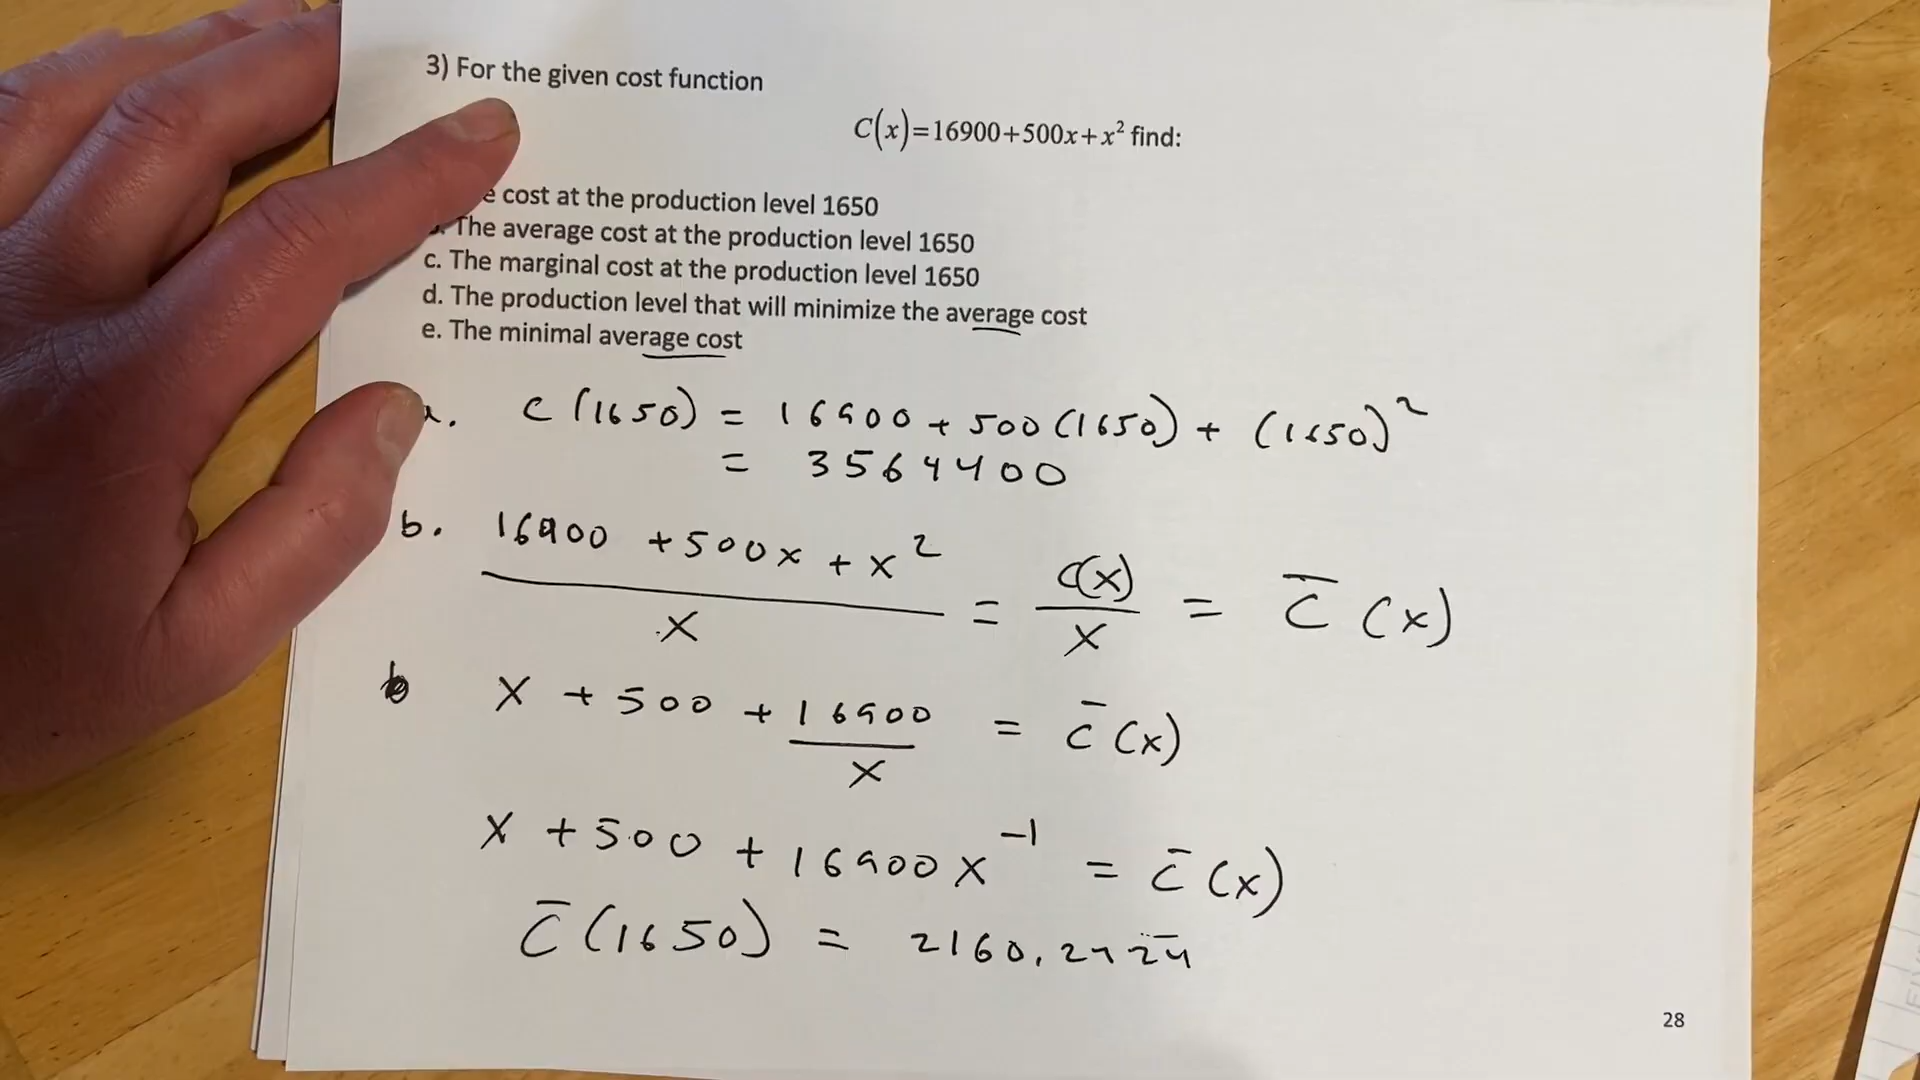 3) For the given cost function
C(x)=16900+500x+x² find:
cost at the production level 1650
The average cost at the production level 1650
c. The marginal cost at the production level 1650
d. The production level that will minimize the average cost
e. The minimal average cost
a. C(1650) = 16900 + 500(1650) + (1650)²
= 3564400
b. (16900 + 500x + x²)/x = C(x)/x = C̄(x)
b x + 500 + 16900/x = C̄(x)
x + 500 + 16900x⁻¹ = C̄(x)
C̄(1650) = 2160.2424
28